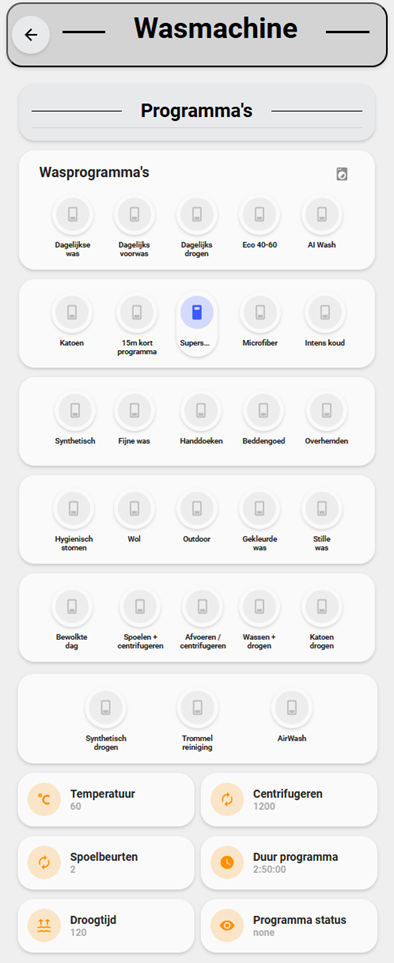 Wasmachine
Programma's
Wasprogramma's
Dagelijkse was
Dagelijks voorwas
Dagelijks drogen
Eco 40-60
AI Wash
Katoen
15m kort programma
Supers...
Microfiber
Intens koud
Synthetisch
Fijne was
Handdoeken
Beddengoed
Overhemden
Hygienisch stomen
Wol
Outdoor
Gekleurde was
Stille was
Bewolkte dag
Spoelen + centrifugeren
Afvoeren / centrifugeren
Wassen + drogen
Katoen drogen
Synthetisch drogen
Trommel reiniging
AirWash
Temperatuur
60
Centrifugeren
1200
Spoelbeurten
2
Duur programma
2:50:00
Droogtijd
120
Programma status
none